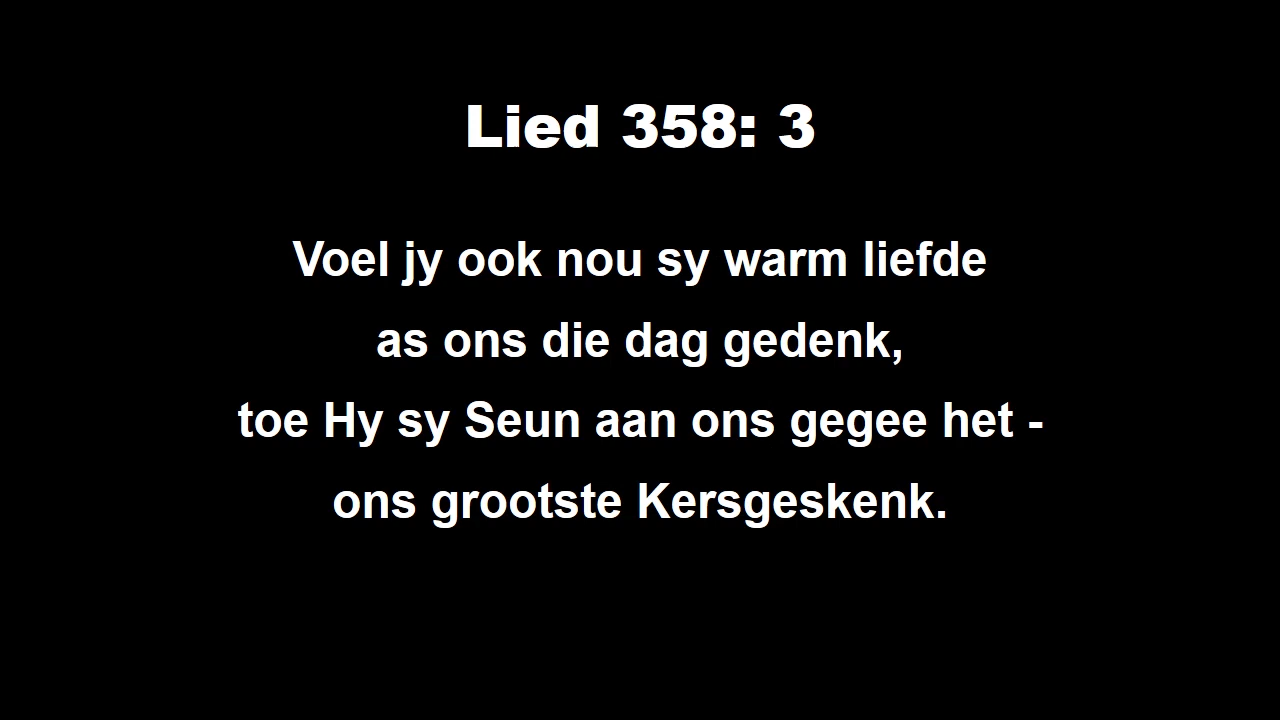 Lied 358: 3
Voel jy ook nou sy warm liefde
as ons die dag gedenk,
toe Hy sy Seun aan ons gegee het -
ons grootste Kersgeskenk.